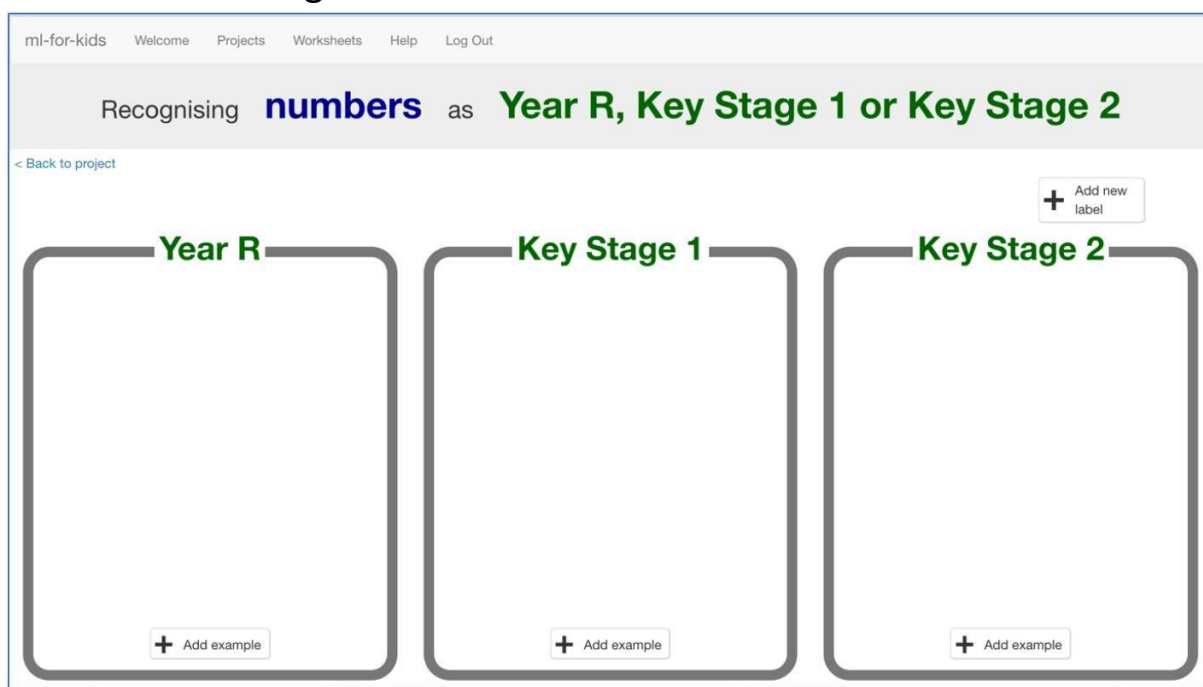 ml-for-kids Welcome Projects Worksheets Help Log Out
Recognising numbers as Year R, Key Stage 1 or Key Stage 2
< Back to project
+ Add new
label
Year R Key Stage 1 Key Stage 2
+ Add example + Add example + Add example